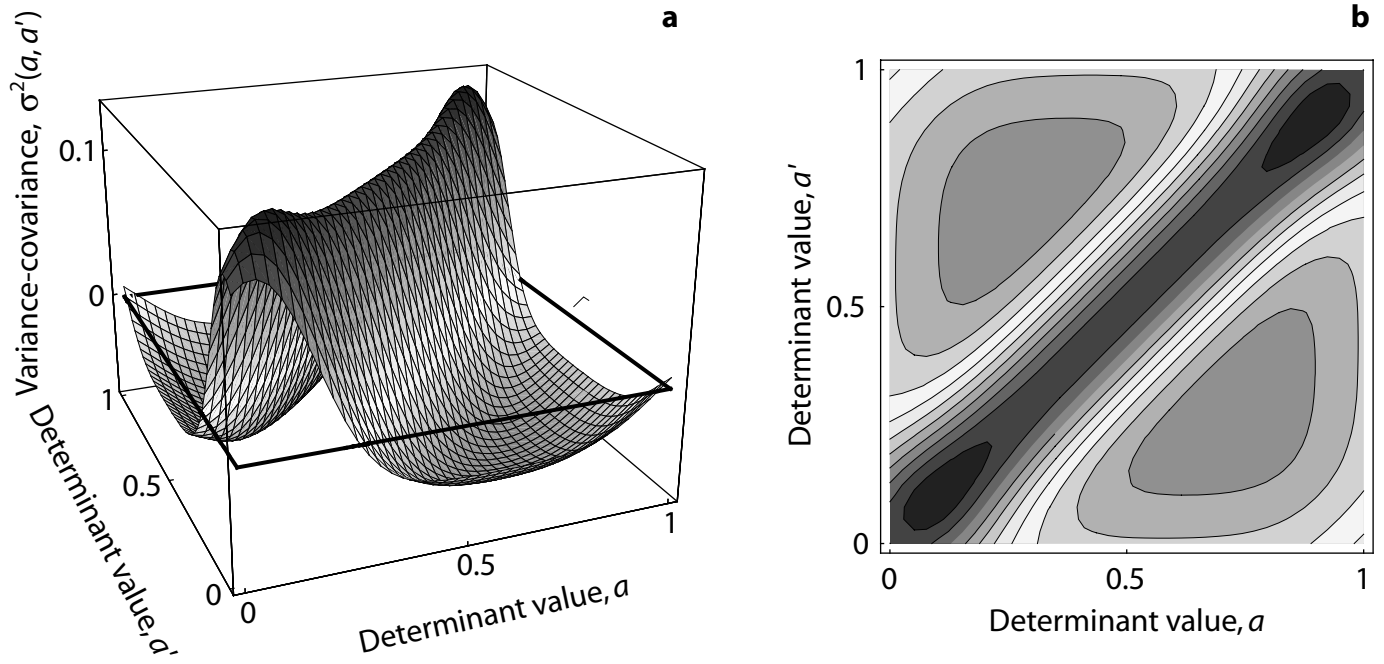 a
Variance-covariance, σ²(a, a′)
0.1
0
1
0.5
0
Determinant value, a′
0
0.5
1
Determinant value, a
b
1
0.5
0
Determinant value, a′
0
0.5
1
Determinant value, a